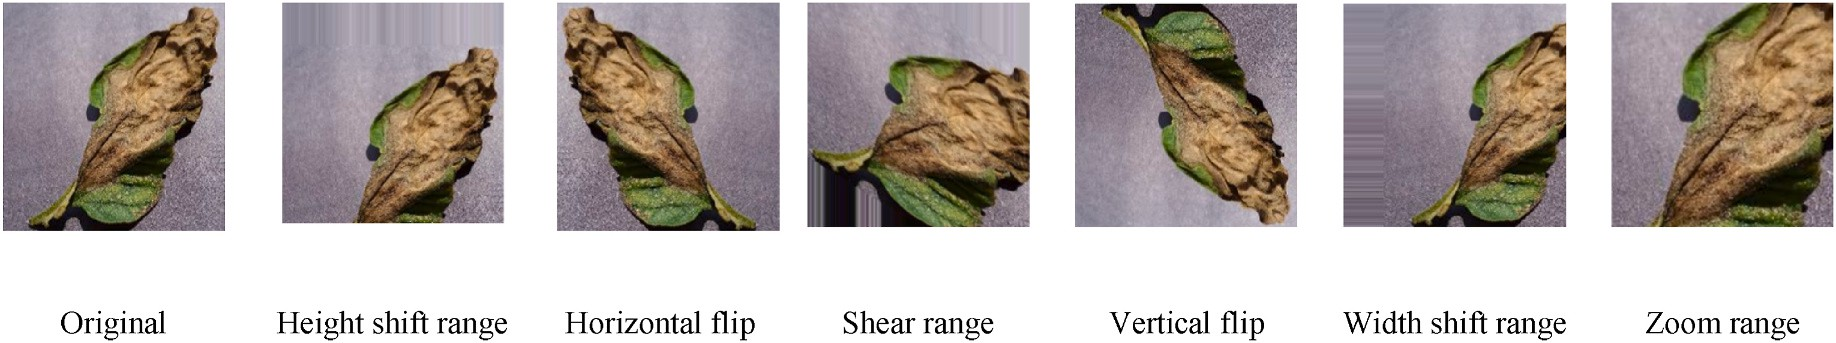 Original
Height shift range
Horizontal flip
Shear range
Vertical flip
Width shift range
Zoom range